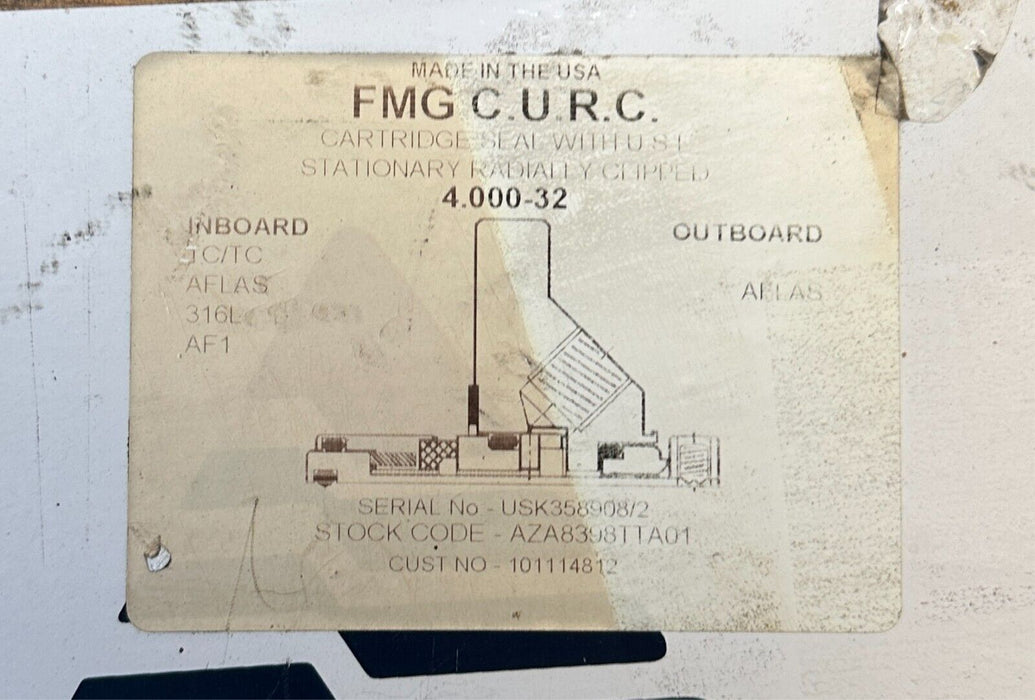 MADE IN THE USA
FMG C.U.R.C.
CARTRIDGE SEAL WITH U.S.I.
STATIONARY RADIALLY CLIPPED
4.000-32
INBOARD
TC/TC
AFLAS
316L
AF1
OUTBOARD
AFLAS
SERIAL No - USK358908/2
STOCK CODE - AZA8398TTA01
CUST NO - 101114812